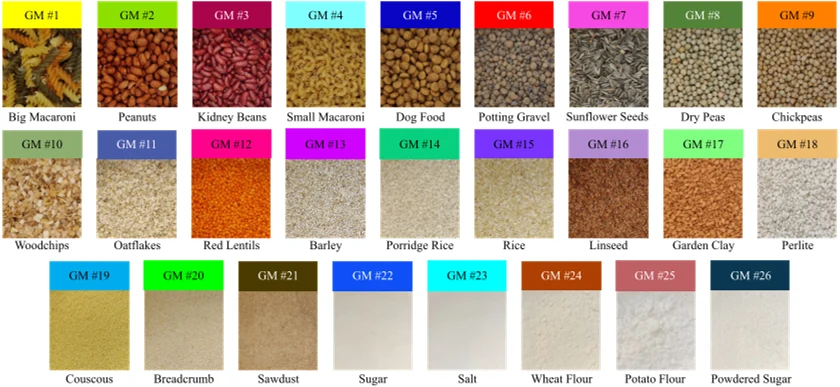 GM #1 GM #2 GM #3 GM #4 GM #5 GM #6 GM #7 GM #8 GM #9
Big Macaroni Peanuts Kidney Beans Small Macaroni Dog Food Potting Gravel Sunflower Seeds Dry Peas Chickpeas
GM #10 GM #11 GM #12 GM #13 GM #14 GM #15 GM #16 GM #17 GM #18
Woodchips Oatflakes Red Lentils Barley Porridge Rice Rice Linseed Garden Clay Perlite
GM #19 GM #20 GM #21 GM #22 GM #23 GM #24 GM #25 GM #26
Couscous Breadcrumb Sawdust Sugar Salt Wheat Flour Potato Flour Powdered Sugar